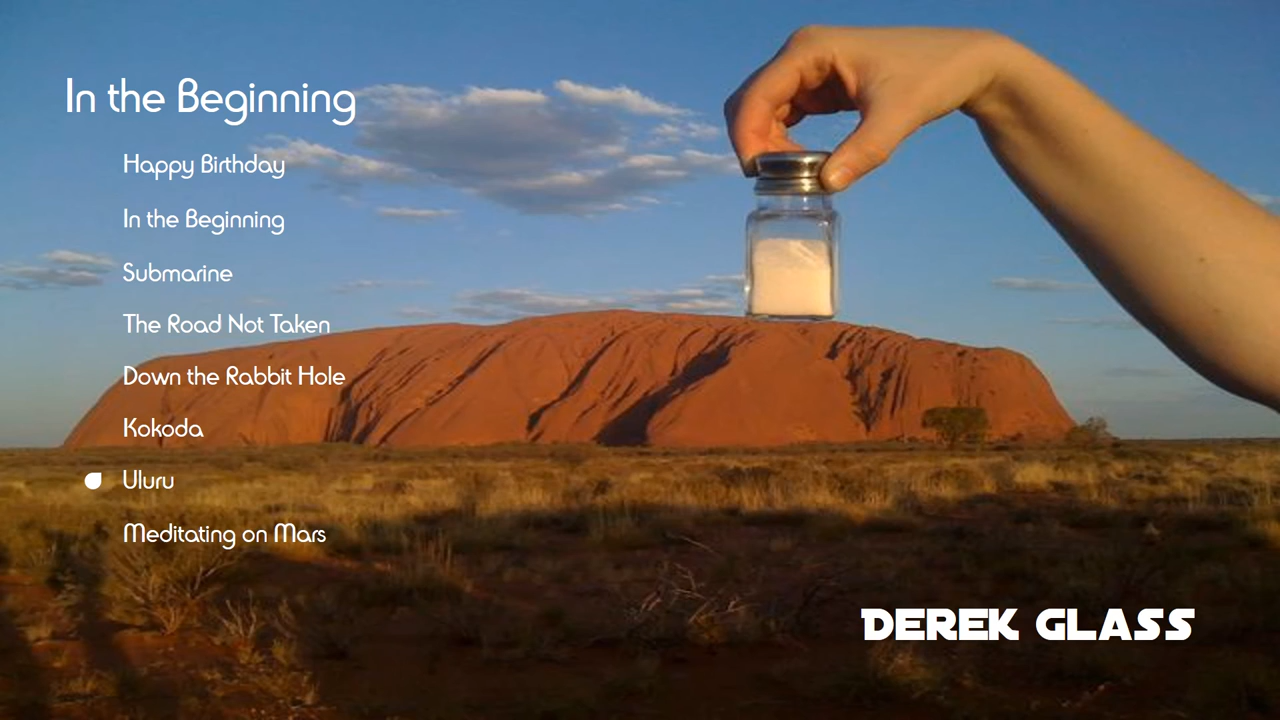 In the Beginning
Happy Birthday
In the Beginning
Submarine
The Road Not Taken
Down the Rabbit Hole
Kokoda
Uluru
Meditating on Mars
DEREK GLASS